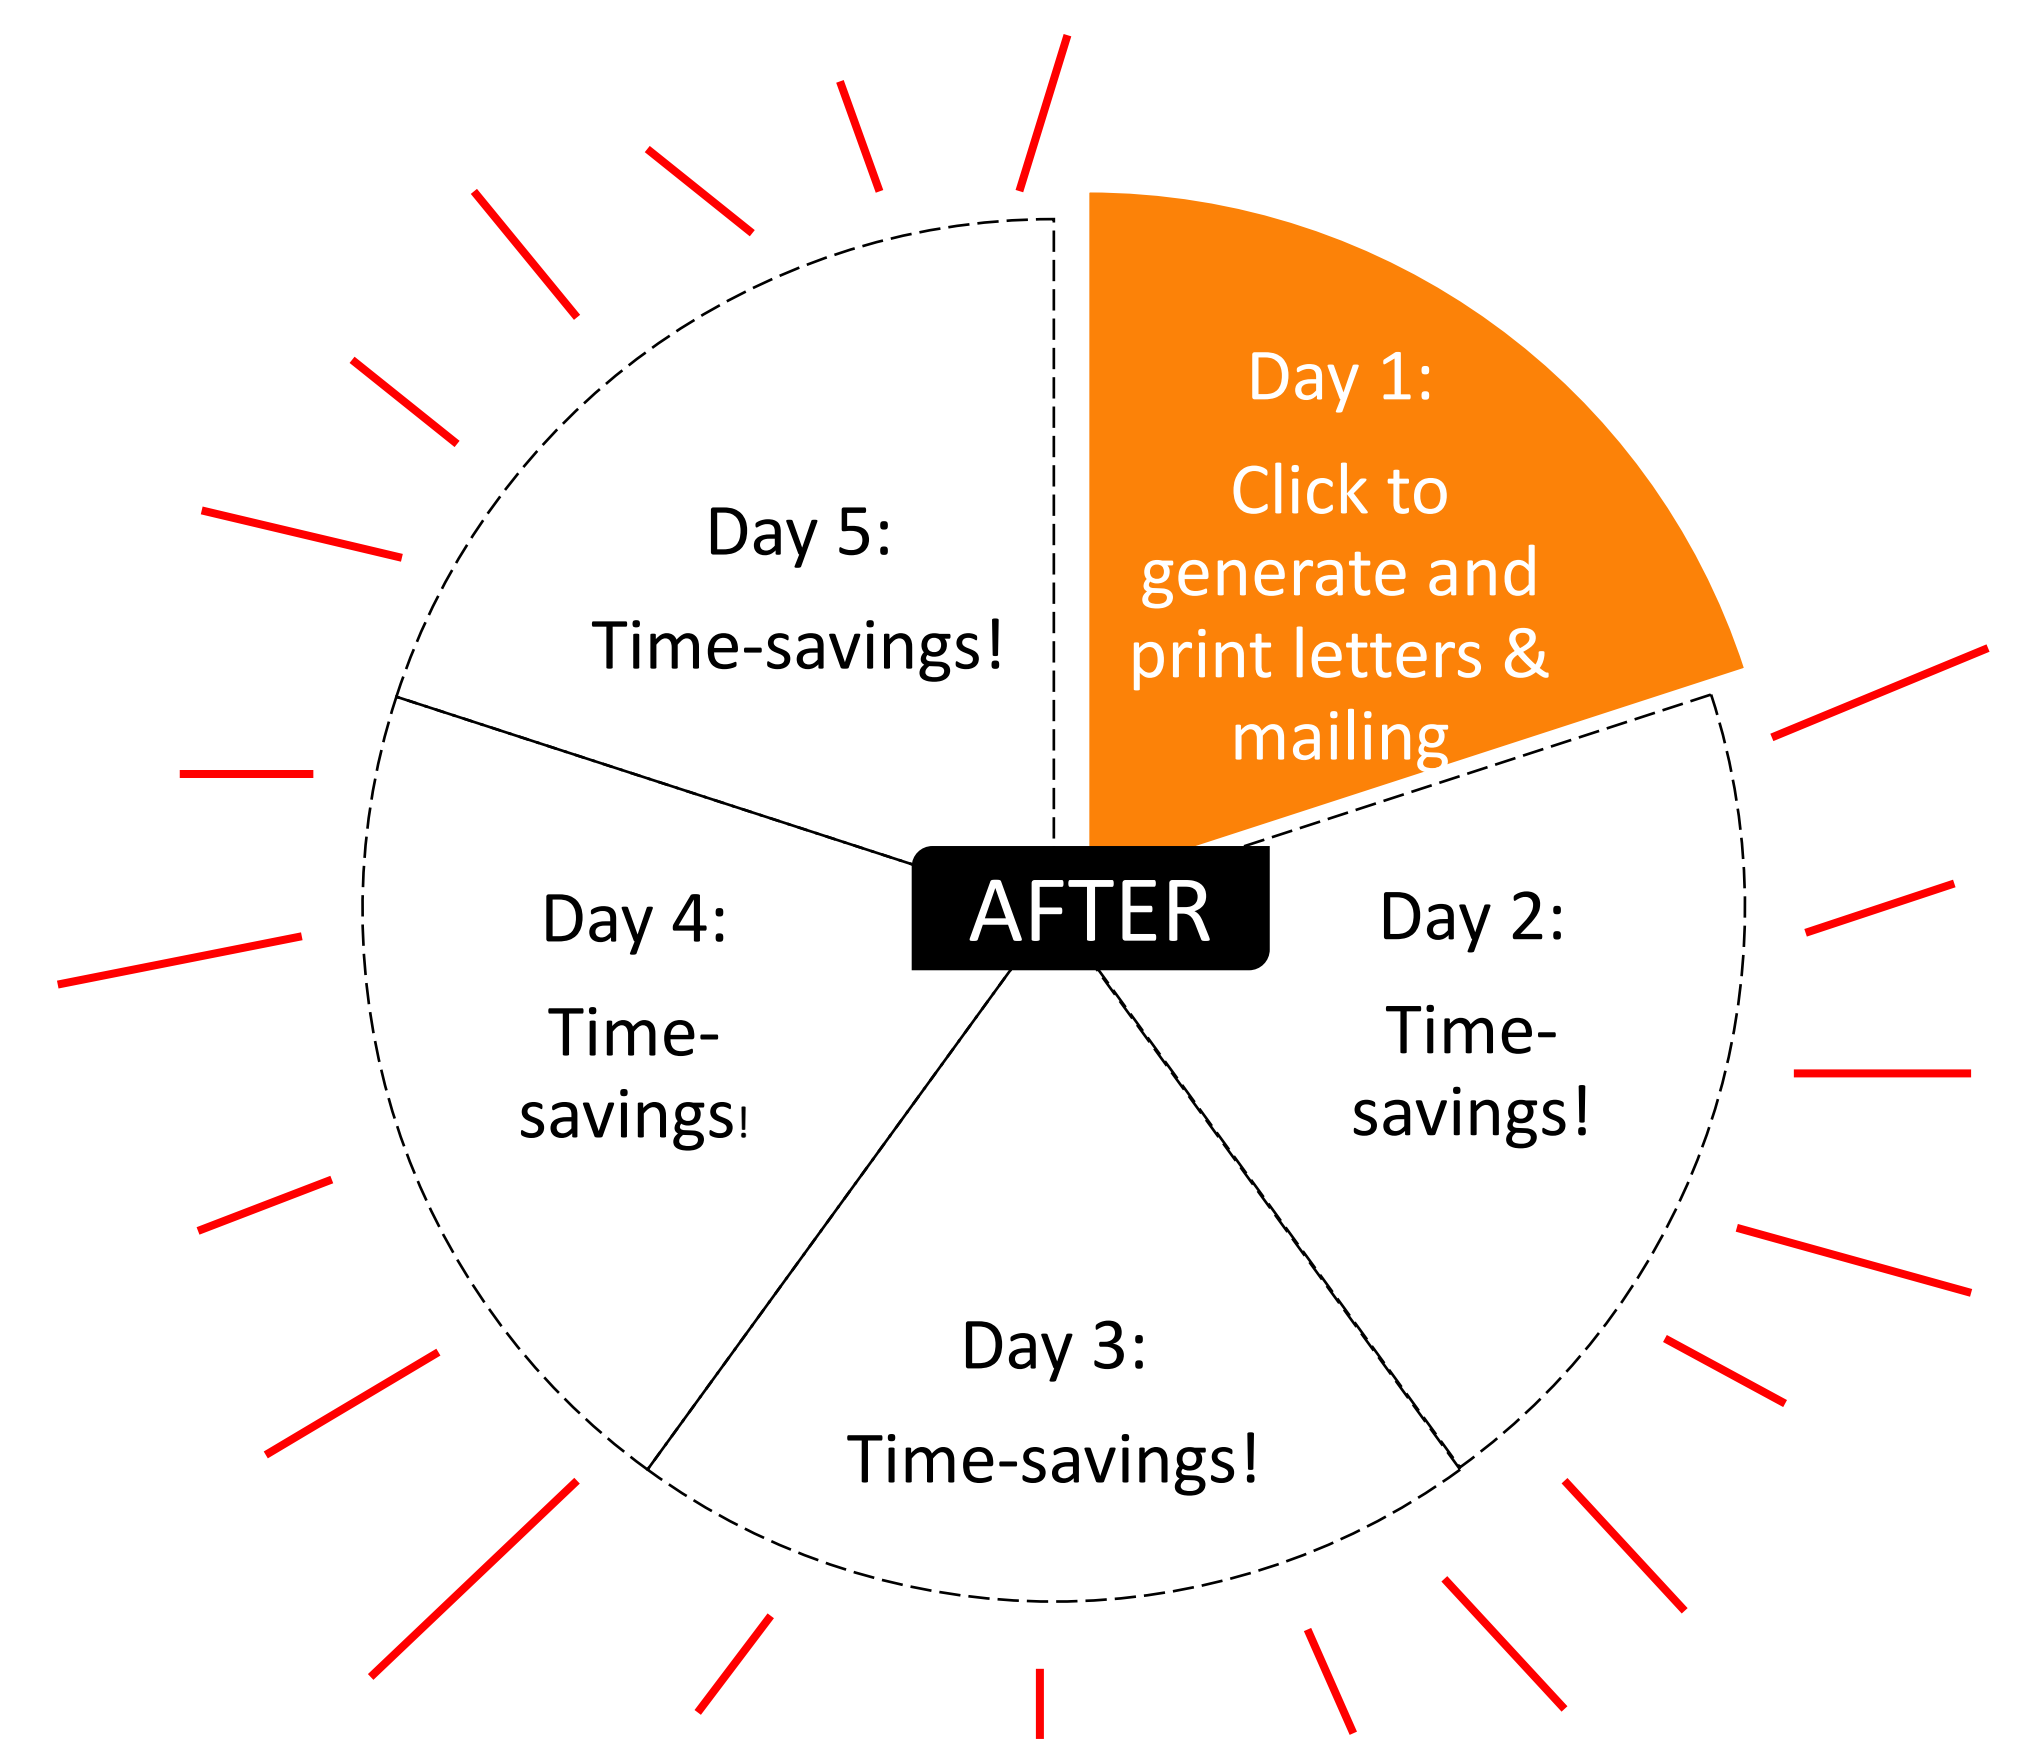 Day 1:
Click to
generate and
print letters &
mailing
Day 5:
Time-savings!
AFTER
Day 4:
Time-
savings!
Day 2:
Time-
savings!
Day 3:
Time-savings!